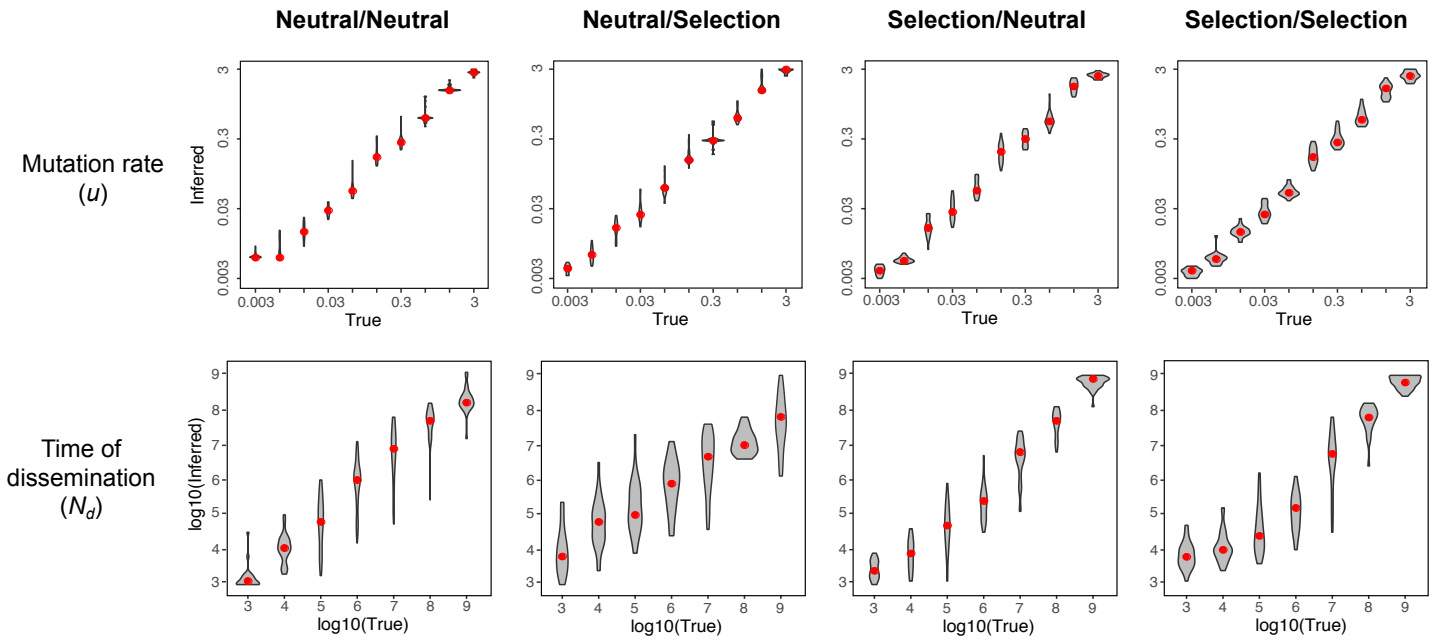 Neutral/Neutral
Neutral/Selection
Selection/Neutral
Selection/Selection
Mutation rate
(u)
Inferred
3
0.3
0.03
0.003
0.003
0.03
0.3
3
True
3
0.3
0.03
0.003
0.003
0.03
0.3
3
True
3
0.3
0.03
0.003
0.003
0.03
0.3
3
True
3
0.3
0.03
0.003
0.003
0.03
0.3
3
True
Time of
dissemination
(Nd)
log10(Inferred)
9
8
7
6
5
4
3
3 4 5 6 7 8 9
log10(True)
9
8
7
6
5
4
3
3 4 5 6 7 8 9
log10(True)
9
8
7
6
5
4
3
3 4 5 6 7 8 9
log10(True)
9
8
7
6
5
4
3
3 4 5 6 7 8 9
log10(True)